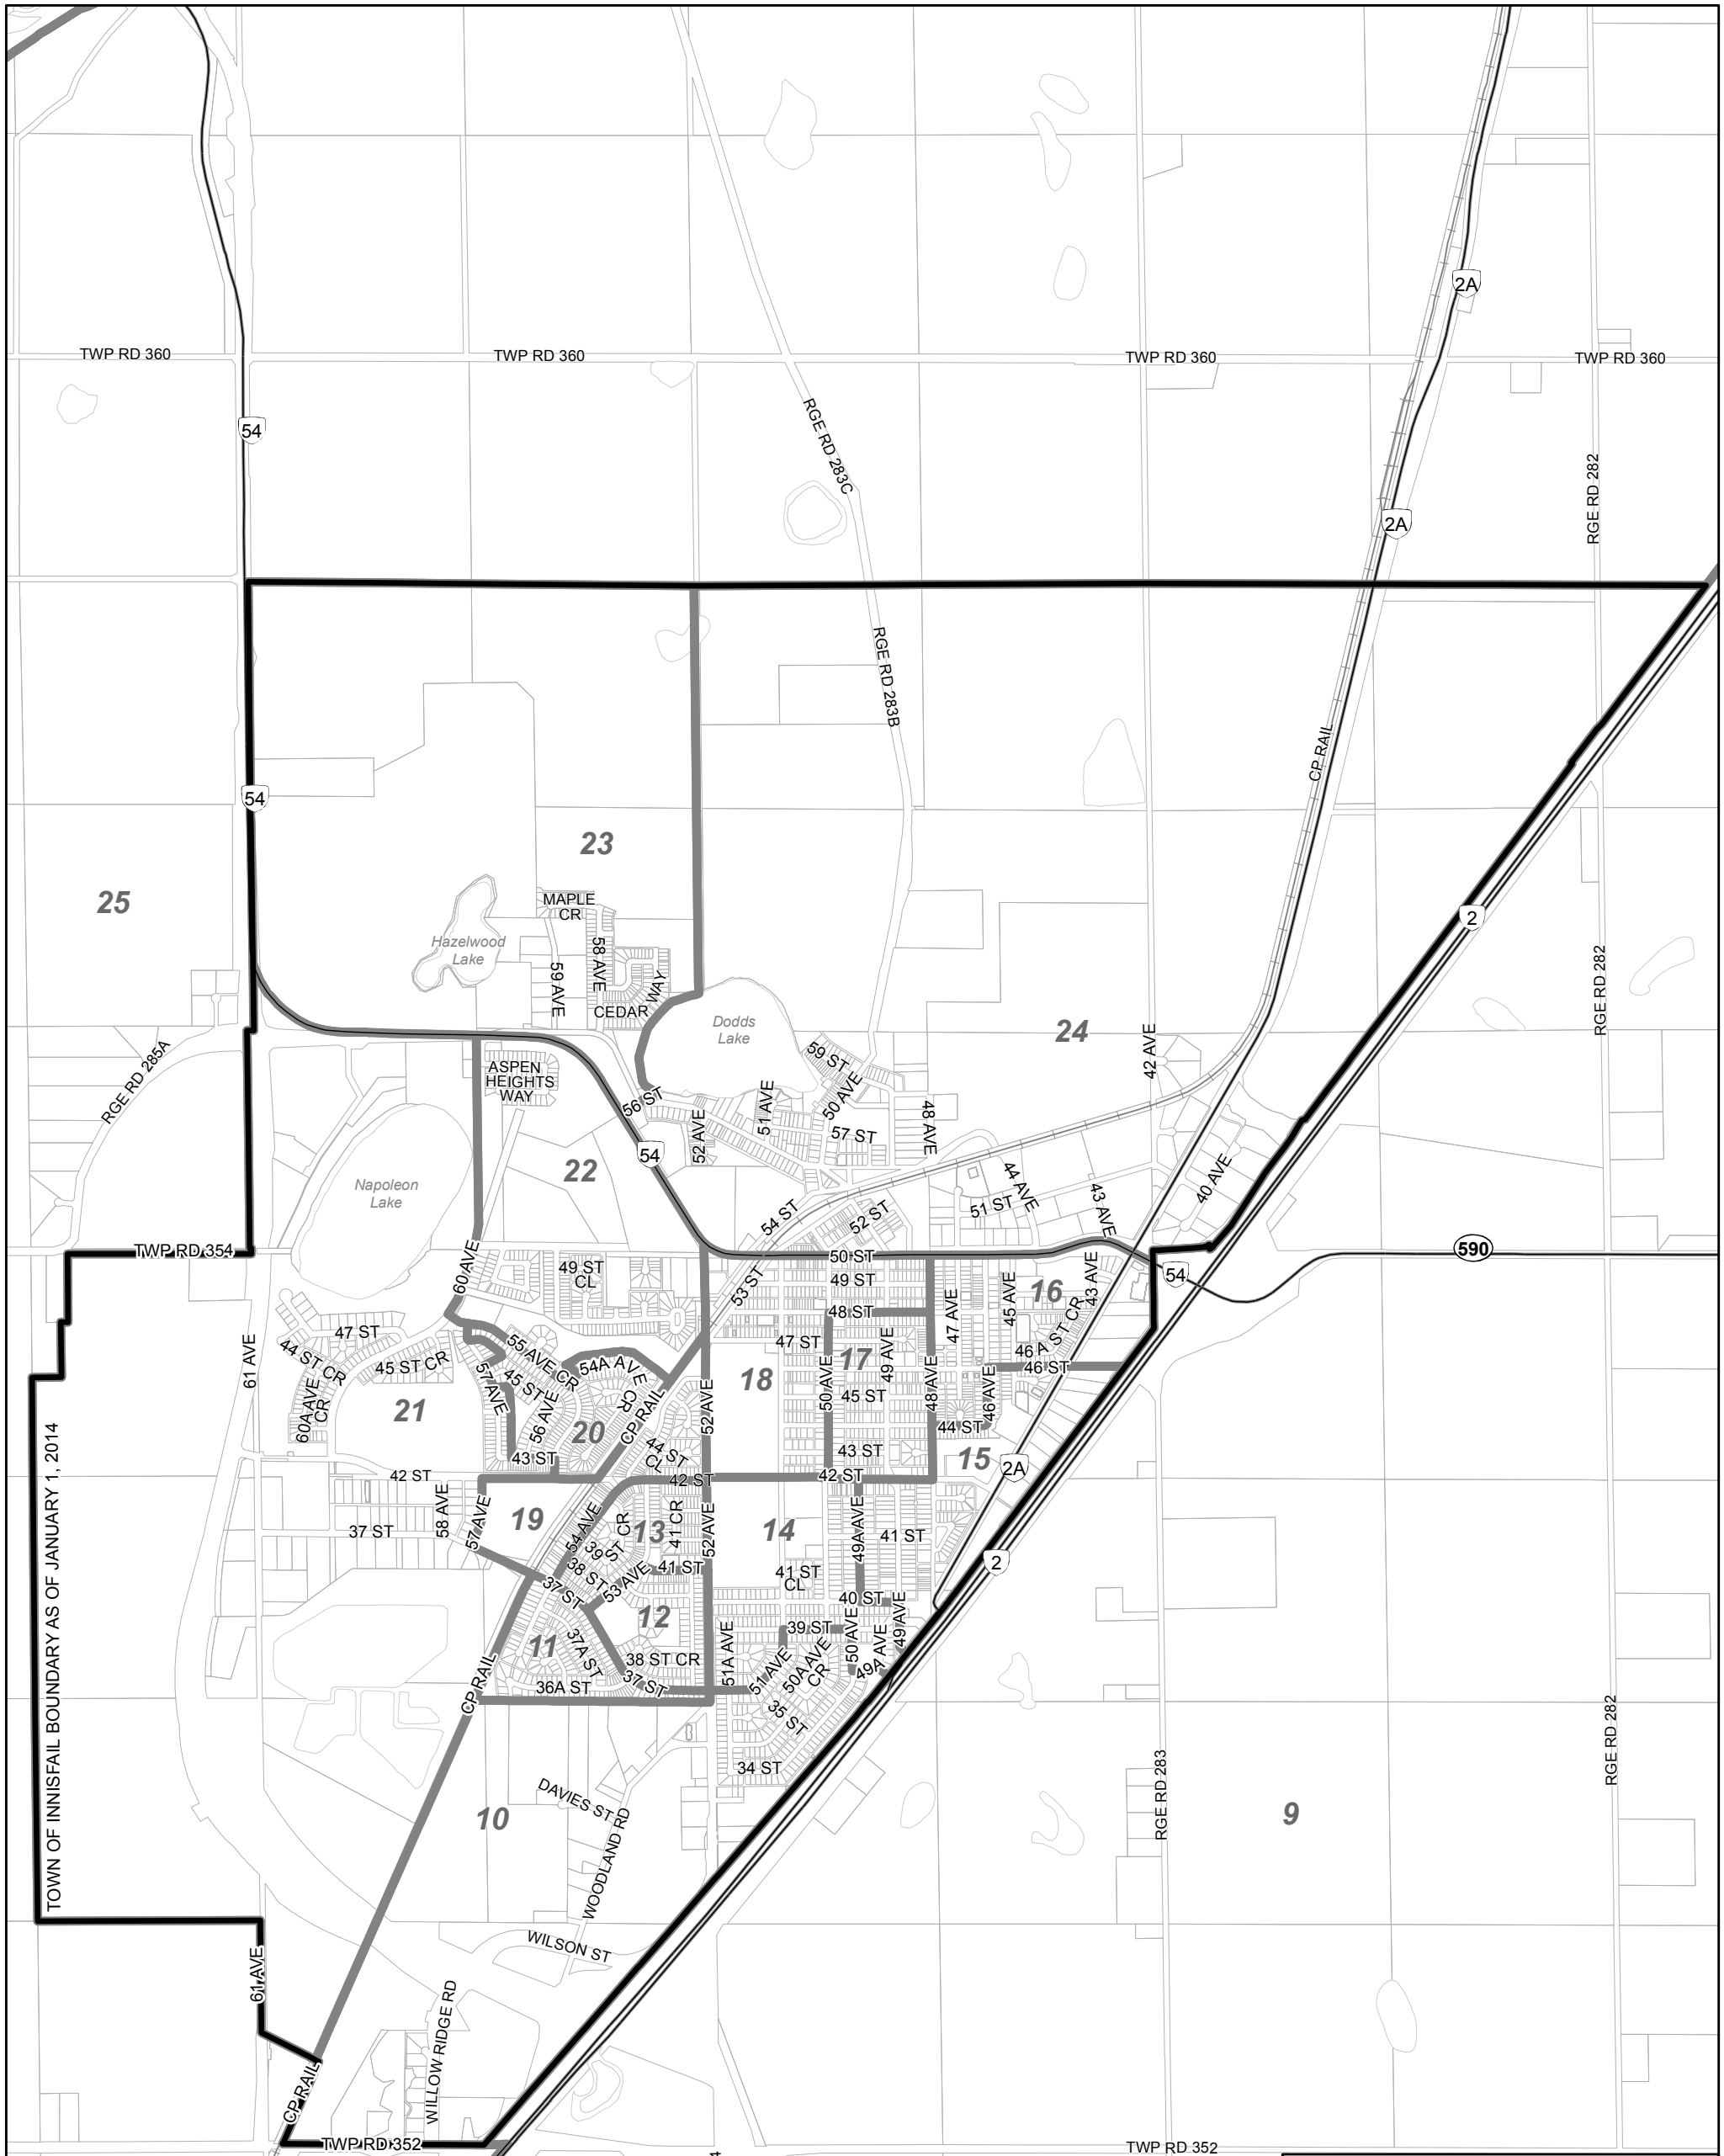 2A
TWP RD 360
TWP RD 360
TWP RD 360
TWP RD 360
54
RGE RD 283C
RGE RD 282
2A
RGE RD 283B
CP RAIL
54
23
25
MAPLE
CR
2
Hazelwood
Lake
58 AVE
59 AVE
CEDAR WAY
RGE RD 282
Dodds
Lake
24
42 AVE
RGE RD 285A
59 ST
ASPEN
HEIGHTS
WAY
56 ST
51 AVE
50 AVE
52 AVE
57 ST
48 AVE
54
22
Napoleon
Lake
44 AVE
43 AVE
40 AVE
51 ST
54 ST
52 ST
TWP RD 354
50 ST
590
60 AVE
49 ST
CL
49 ST
53 ST
54
16
43 AVE
45 AVE
47 AVE
48 ST
47 ST
47 ST
49 AVE
46 A ST CR
46 ST
44 ST CR
45 ST CR
55 AVE CR
54A AVE
CR
57 AVE
45 ST
61 AVE
17
18
50 AVE
45 ST
48 AVE
46 AVE
60A AVE
CR
21
56 AVE
20
CP RAIL
52 AVE
44 ST
43 ST
44 ST
CL
43 ST
15
2A
42 ST
42 ST
42 ST
TOWN OF INNISFAIL BOUNDARY AS OF JANUARY 1, 2014
58 AVE
57 AVE
37 ST
19
54 AVE
39 ST
CR
13
41 CR
52 AVE
14
49A AVE
41 ST
2
38 ST
41 ST
41 ST
CL
37 ST
53 AVE
40 ST
12
39 ST
50 AVE
49 AVE
11
37A ST
38 ST CR
51A AVE
51 AVE
50A AVE
CR
49A AVE
36A ST
37 ST
CP RAIL
35 ST
34 ST
RGE RD 283
RGE RD 282
DAVIES ST
10
WOODLAND RD
9
WILSON ST
61 AVE
WILLOW RIDGE RD
CP RAIL
TWP RD 352
TWP RD 352